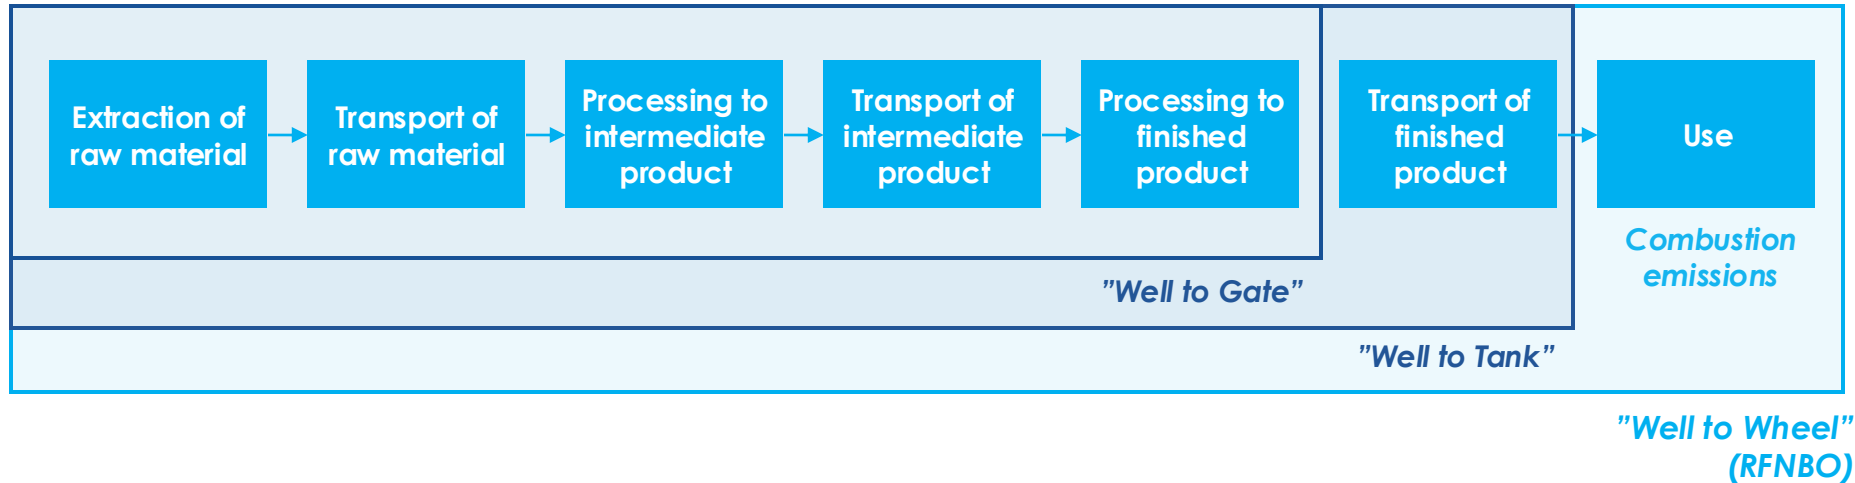 Extraction of
raw material
Transport of
raw material
Processing to
intermediate
product
Transport of
intermediate
product
Processing to
finished
product
Transport of
finished
product
Use
Combustion
emissions
”Well to Gate”
”Well to Tank”
”Well to Wheel”
(RFNBO)